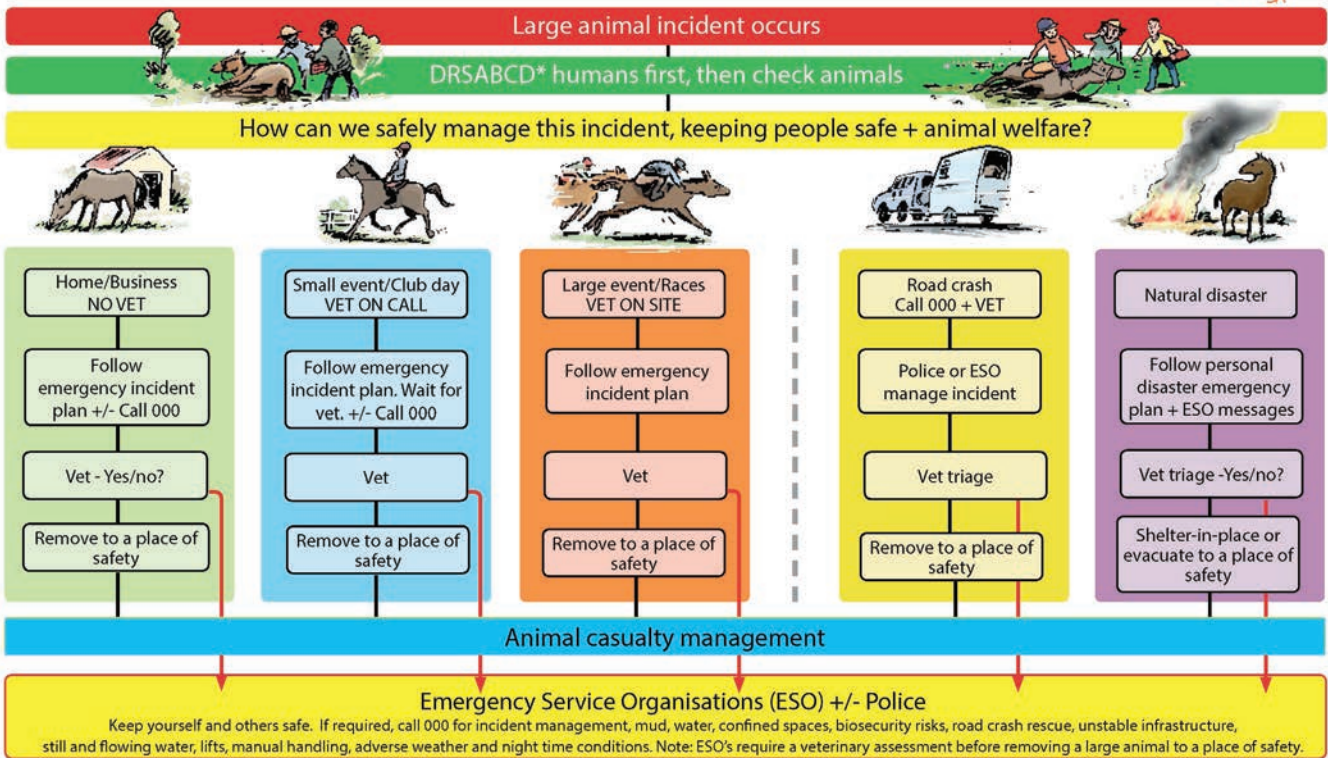 Large animal incident occurs
DRSABCD* humans first, then check animals
How can we safely manage this incident, keeping people safe + animal welfare?
Home/Business
NO VET
Follow
emergency incident
plan +/- Call 000
Vet - Yes/no?
Remove to a place of
safety
Small event/Club day
VET ON CALL
Follow emergency
incident plan. Wait for
vet. +/- Call 000
Vet
Remove to a place of
safety
Large event/Races
VET ON SITE
Follow emergency
incident plan
Vet
Remove to a place of
safety
Road crash
Call 000 + VET
Police or ESO
manage incident
Vet triage
Remove to a place of
safety
Natural disaster
Follow personal
disaster emergency
plan + ESO messages
Vet triage -Yes/no?
Shelter-in-place or
evacuate to a place of
safety
Animal casualty management
Emergency Service Organisations (ESO) +/- Police
Keep yourself and others safe. If required, call 000 for incident management, mud, water, confined spaces, biosecurity risks, road crash rescue, unstable infrastructure,
still and flowing water, lifts, manual handling, adverse weather and night time conditions. Note: ESO's require a veterinary assessment before removing a large animal to a place of safety.